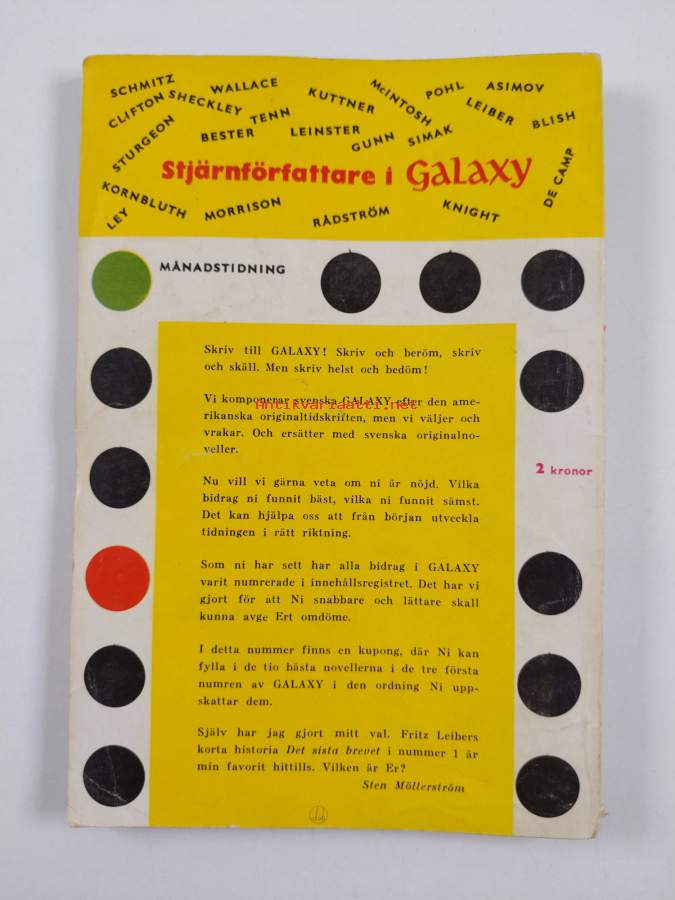 SCHMITZ
WALLACE
KUTTNER
McINTOSH
POHL
ASIMOV
CLIFTON
SHECKLEY
TENN
LEIBER
BLISH
STURGEON
BESTER
LEINSTER
GUNN
SIMAK
Stjärnförfattare i GALAXY
DE CAMP
KORNBLUTH
LEY
MORRISON
RÅDSTRÖM
KNIGHT
MÅNADSTIDNING
Skriv till GALAXY! Skriv och beröm, skriv
och skäll. Men skriv helst och bedöm!
Vi komponerar svenska GALAXY efter den ame-
antikvariaatti.net
rikanska originaltidskriften, men vi väljer och
vrakar. Och ersätter med svenska originalno-
veller.
2 kronor
Nu vill vi gärna veta om ni är nöjd. Vilka
bidrag ni funnit bäst, vilka ni funnit sämst.
Det kan hjälpa oss att från början utveckla
tidningen i rätt riktning.
Som ni har sett har alla bidrag i GALAXY
varit numrerade i innehållsregistret. Det har vi
gjort för att Ni snabbare och lättare skall
kunna avge Ert omdöme.
I detta nummer finns en kupong, där Ni kan
fylla i de tio bästa novellerna i de tre första
numren av GALAXY i den ordning Ni upp-
skattar dem.
Själv har jag gjort mitt val. Fritz Leibers
korta historia Det sista brevet i nummer 1 är
min favorit hittills. Vilken är Er?
Sten Möllerström